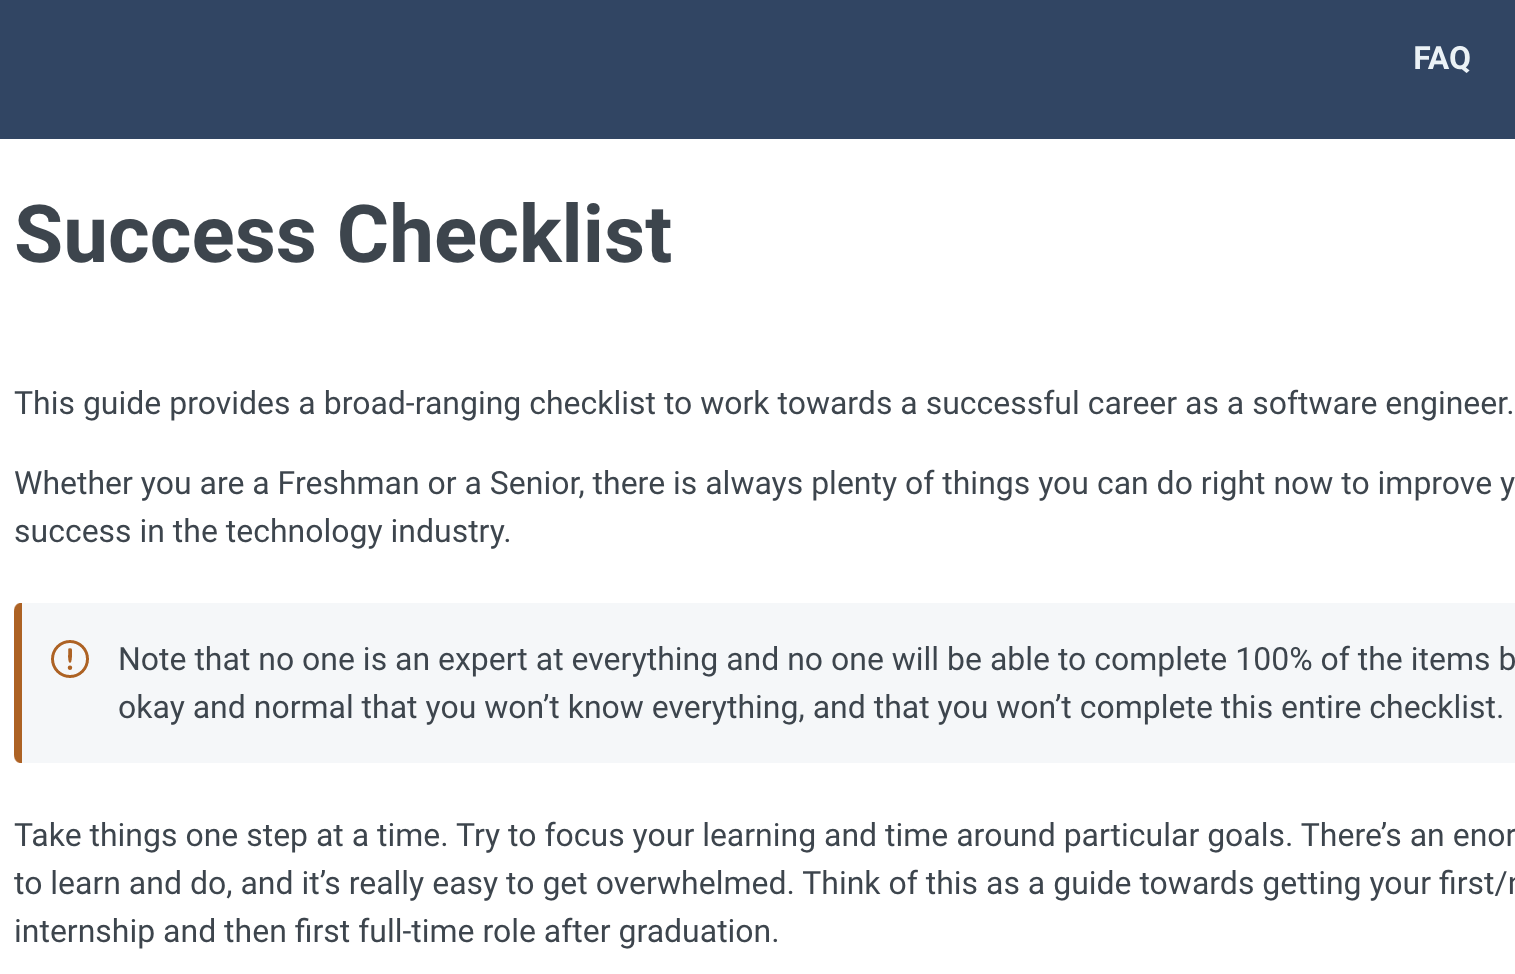 FAQ
Success Checklist
This guide provides a broad-ranging checklist to work towards a successful career as a software engineer.
Whether you are a Freshman or a Senior, there is always plenty of things you can do right now to improve
success in the technology industry.
Note that no one is an expert at everything and no one will be able to complete 100% of the items
okay and normal that you won’t know everything, and that you won’t complete this entire checklist.
Take things one step at a time. Try to focus your learning and time around particular goals. There’s an
to learn and do, and it’s really easy to get overwhelmed. Think of this as a guide towards getting your first/
internship and then first full-time role after graduation.